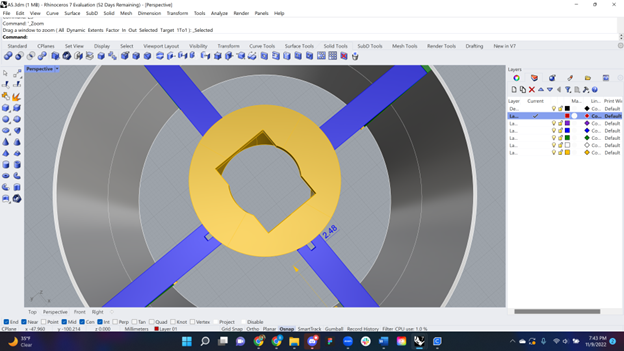 A5.3dm (1 MB) - Rhinoceros 7 Evaluation (52 Days Remaining) - [Perspective]
File Edit View Curve Surface SubD Solid Mesh Dimension Transform Tools Analyze Render Panels Help
Command: '_Zoom
Drag a window to zoom ( All Dynamic Extents Factor In Out Selected Target 1To1 ): _Selected
Command:
Standard CPlanes Set View Display Select Viewport Layout Visibility Transform Curve Tools Surface Tools Solid Tools SubD Tools Mesh Tools Render Tools Drafting New in V7
Perspective
Layers
Layer Current Ma... Lin... Print Wi
De... Co... Default
La... Co... Default
La... Co... Default
La... Co... Default
La... Co... Default
La... Co... Default
La... Co... Default
2.48
Top Perspective Front Right
End Near Point Mid Cen Int Perp Tan Quad Knot Vertex Project Disable
CPlane x -47.960 y -100.214 z 0.000 Millimeters Layer 01 Grid Snap Ortho Planar Osnap SmartTrack Gumball Record History Filter CPU use: 1.0 %
35°F
Clear
7:43 PM
11/9/2022